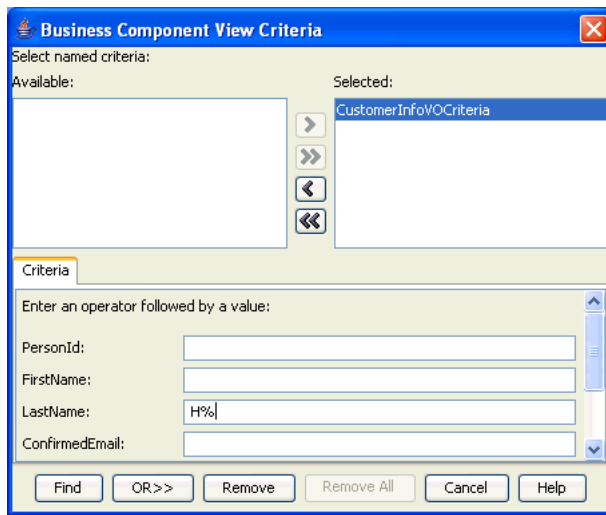 Business Component View Criteria
Select named criteria:
Available:
Selected:
CustomerInfoVOCriteria
Criteria
Enter an operator followed by a value:
PersonId:
FirstName:
LastName: H%
ConfirmedEmail:
Find OR>> Remove Remove All Cancel Help